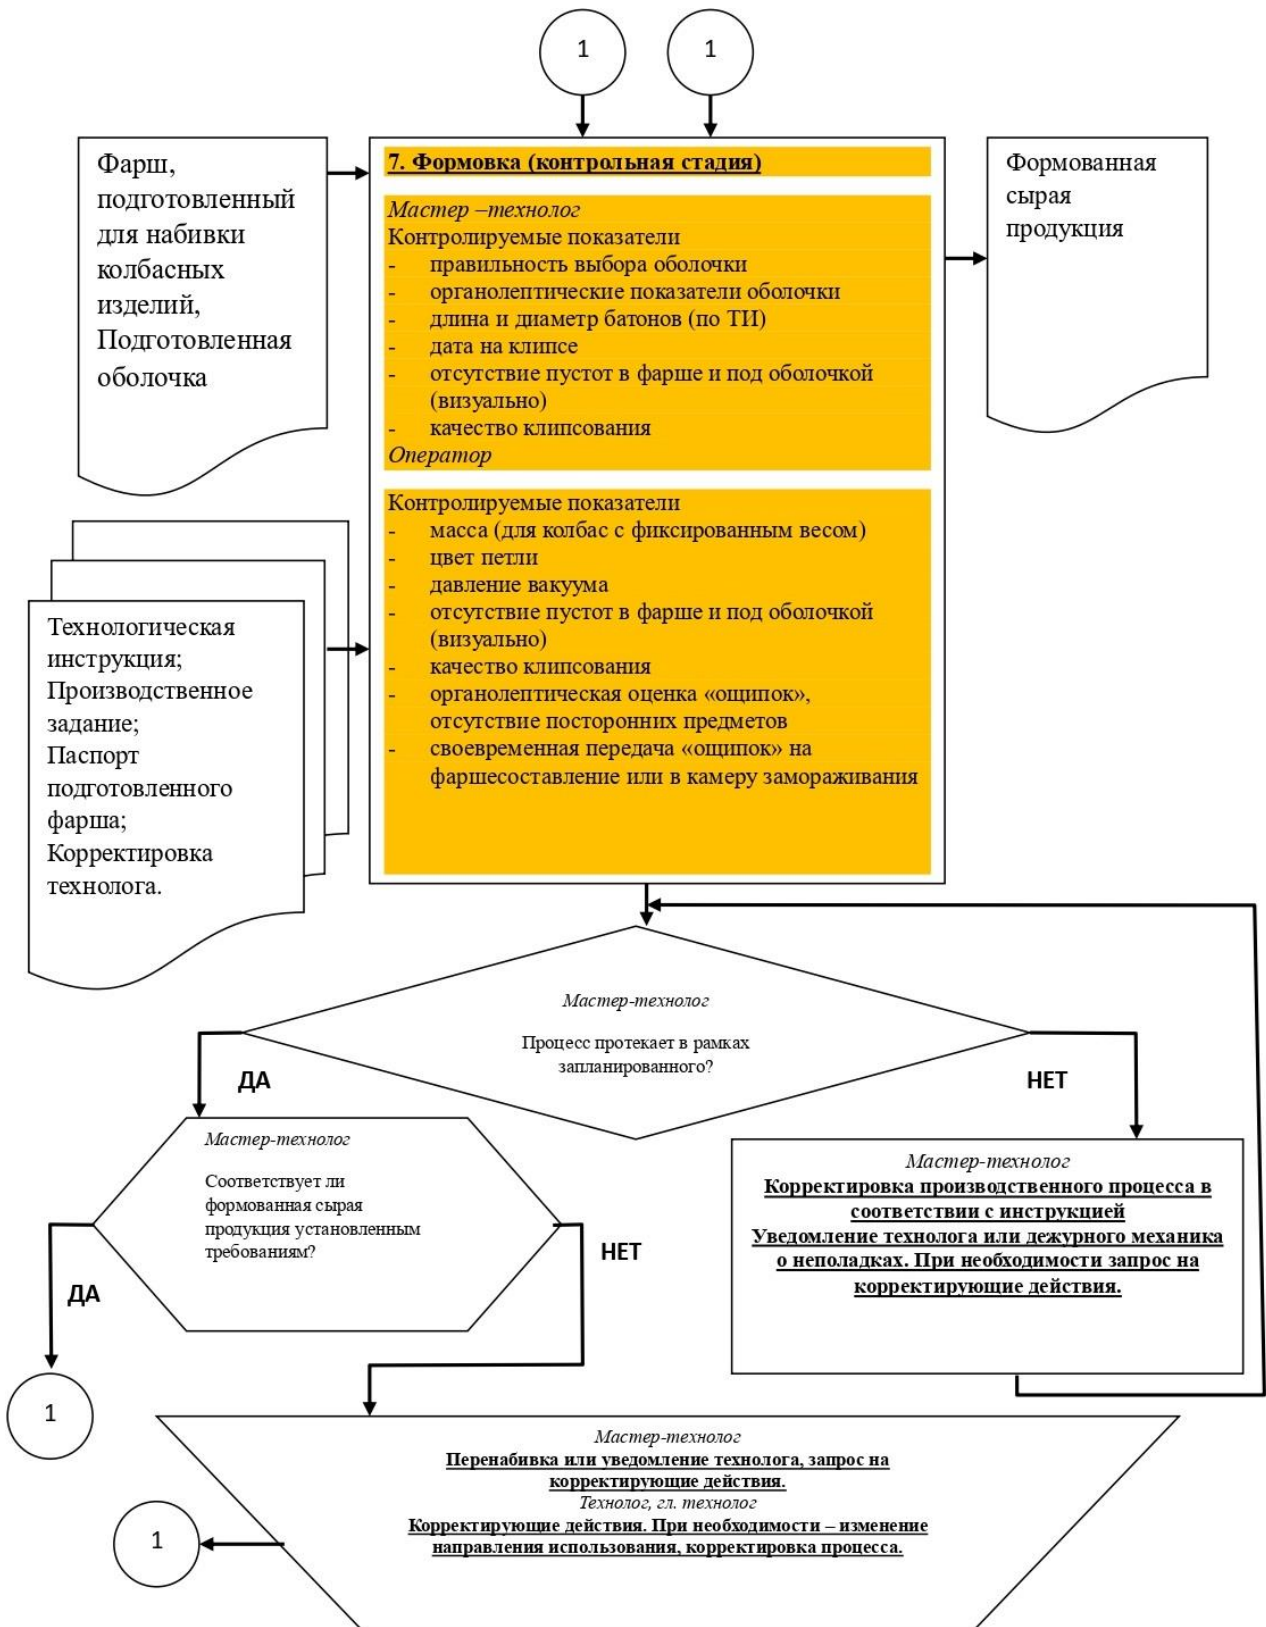 1
1
Фарш,
подготовленный
для набивки
колбасных
изделий,
Подготовленная
оболочка
7. Формовка (контрольная стадия)
Мастер –технолог
Контролируемые показатели
- правильность выбора оболочки
- органолептические показатели оболочки
- длина и диаметр батонов (по ТИ)
- дата на клипсе
- отсутствие пустот в фарше и под оболочкой
(визуально)
- качество клипсования
Оператор
Контролируемые показатели
- масса (для колбас с фиксированным весом)
- цвет петли
- давление вакуума
- отсутствие пустот в фарше и под оболочкой
(визуально)
- качество клипсования
- органолептическая оценка «ощипок»,
отсутствие посторонних предметов
- своевременная передача «ощипок» на
фаршесоставление или в камеру замораживания
Формованная
сырая
продукция
Технологическая
инструкция;
Производственное
задание;
Паспорт
подготовленного
фарша;
Корректировка
технолога.
Мастер-технолог
Процесс протекает в рамках
запланированного?
ДА
НЕТ
Мастер-технолог
Соответствует ли
формованная сырая
продукция установленным
требованиям?
НЕТ
ДА
Мастер-технолог
Корректировка производственного процесса в
соответствии с инструкцией
Уведомление технолога или дежурного механика
о неполадках. При необходимости запрос на
корректирующие действия.
1
Мастер-технолог
Перенабивка или уведомление технолога, запрос на
корректирующие действия.
Технолог, гл. технолог
Корректирующие действия. При необходимости – изменение
направления использования, корректировка процесса.
1